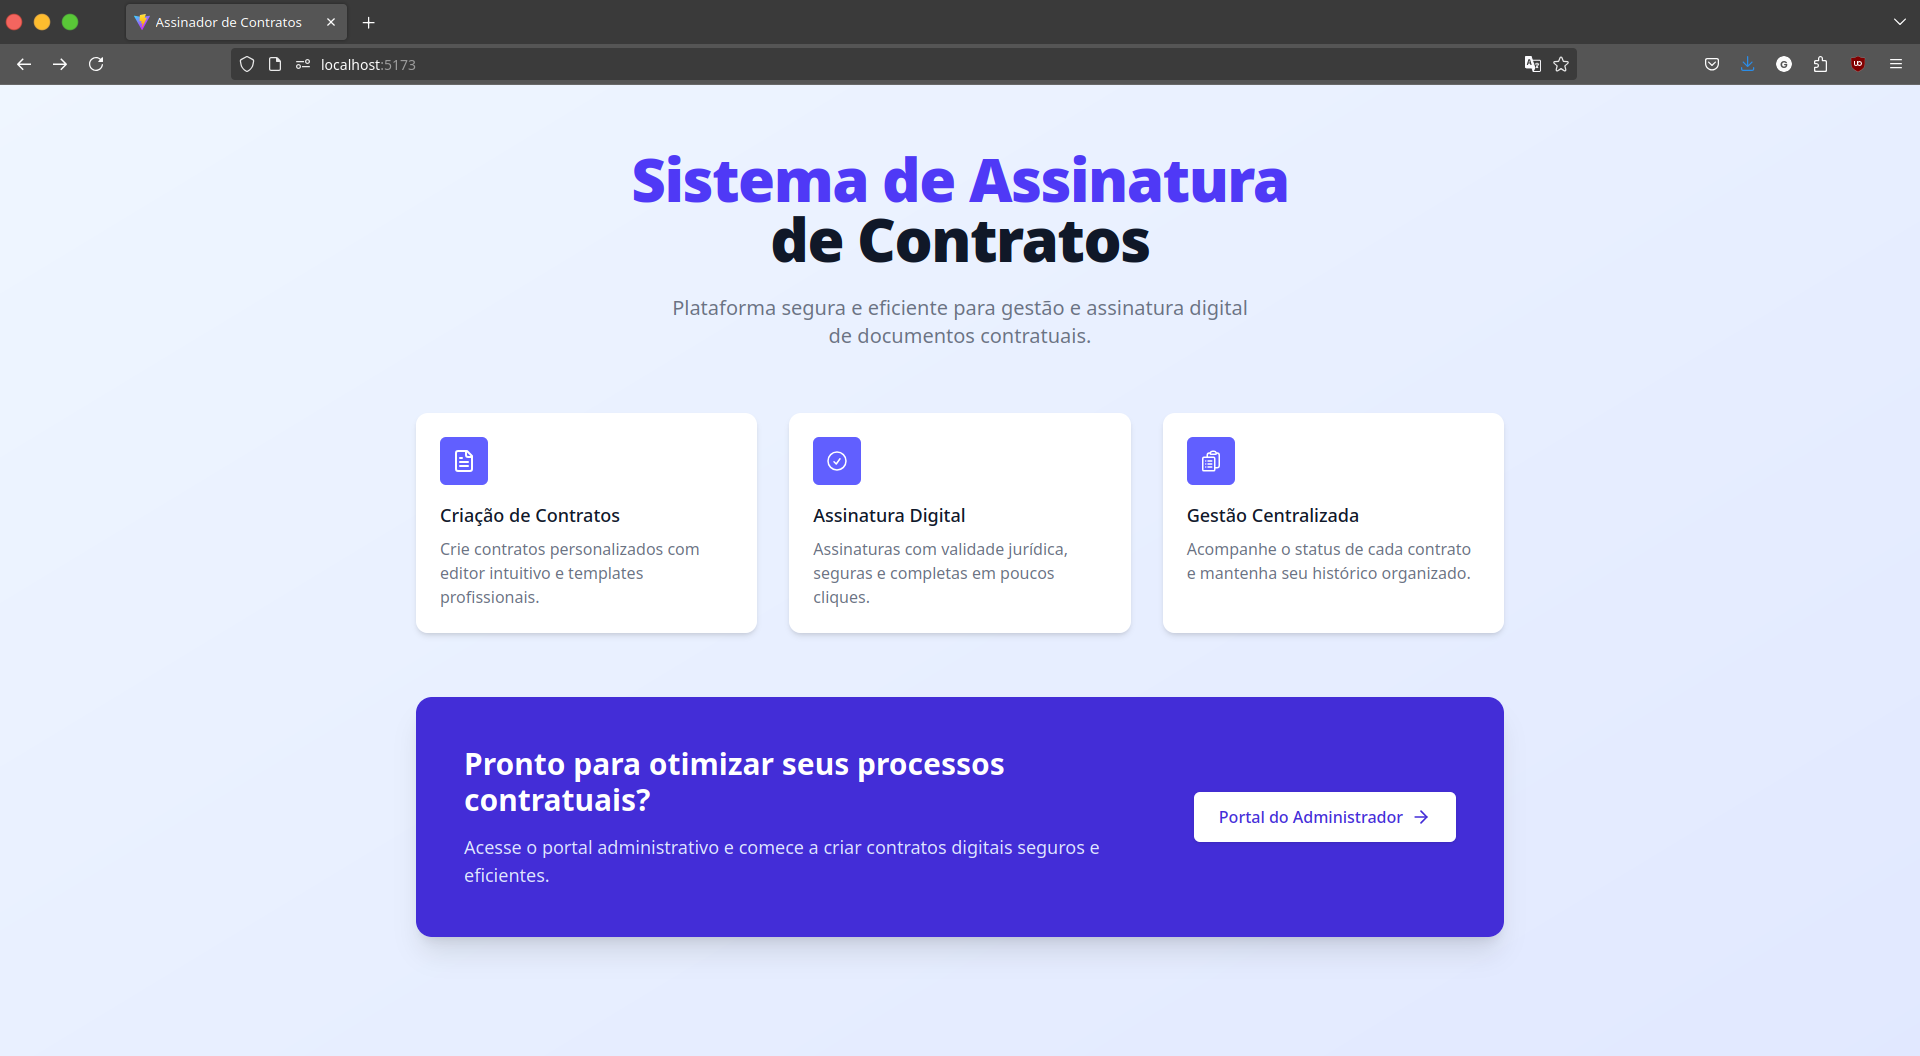 Assinador de Contratos
localhost:5173
Sistema de Assinatura
de Contratos
Plataforma segura e eficiente para gestão e assinatura digital
de documentos contratuais.
Criação de Contratos
Crie contratos personalizados com
editor intuitivo e templates
profissionais.
Assinatura Digital
Assinaturas com validade jurídica,
seguras e completas em poucos
cliques.
Gestão Centralizada
Acompanhe o status de cada contrato
e mantenha seu histórico organizado.
Pronto para otimizar seus processos
contratuais?
Acesse o portal administrativo e comece a criar contratos digitais seguros e
eficientes.
Portal do Administrador